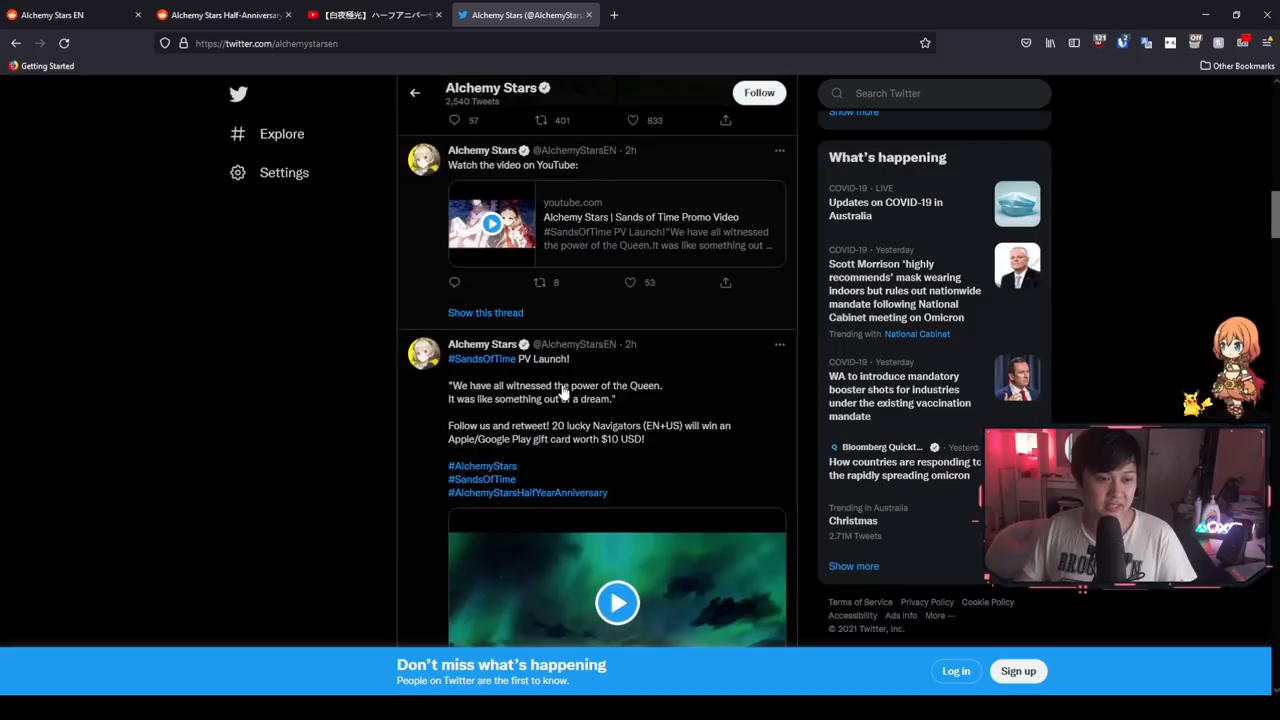 Alchemy Stars EN
Alchemy Stars Half-Anniversary
【白夜極光】ハーフアニバー
Alchemy Stars (@AlchemyStars
https://twitter.com/alchemystarsen
121
2
Off
Getting Started
Other Bookmarks
Explore
Settings
Alchemy Stars
2,540 Tweets
Follow
57
401
833
Alchemy Stars @AlchemyStarsEN · 2h
Watch the video on YouTube:
youtube.com
Alchemy Stars | Sands of Time Promo Video
#SandsOfTime PV Launch!"We have all witnessed
the power of the Queen.It was like something out ...
8
53
Show this thread
Alchemy Stars @AlchemyStarsEN · 2h
#SandsOfTime PV Launch!
"We have all witnessed the power of the Queen.
It was like something out of a dream."
Follow us and retweet! 20 lucky Navigators (EN+US) will win an
Apple/Google Play gift card worth $10 USD!
#AlchemyStars
#SandsOfTime
#AlchemyStarsHalfYearAnniversary
Search Twitter
Show more
What's happening
COVID-19 · LIVE
Updates on COVID-19 in
Australia
COVID-19 · Yesterday
Scott Morrison 'highly
recommends' mask wearing
indoors but rules out nationwide
mandate following National
Cabinet meeting on Omicron
Trending with National Cabinet
COVID-19 · Yesterday
WA to introduce mandatory
booster shots for industries
under the existing vaccination
mandate
Bloomberg Quickt... · Yesterd
How countries are responding to
the rapidly spreading omicron
Trending in Australia
Christmas
2.71M Tweets
Show more
Terms of Service Privacy Policy Cookie Policy
Accessibility Ads info More ...
© 2021 Twitter, Inc.
BROOKLYN
Don't miss what's happening
People on Twitter are the first to know.
Log in
Sign up